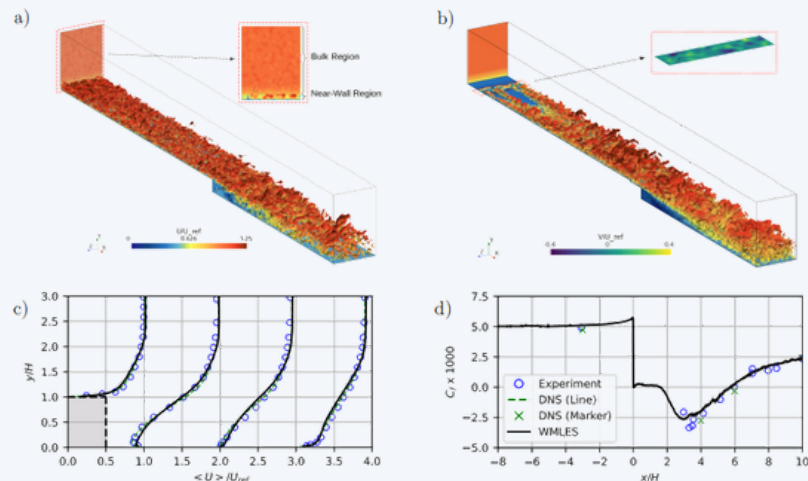 a)
Bulk Region
Near-Wall Region
U/U_ref
0
0.626
1.25
b)
V/U_ref
-0.4
0
0.4
c)
3.0
2.5
2.0
1.5
1.0
0.5
0.0
y/H
0.0 0.5 1.0 1.5 2.0 2.5 3.0 3.5 4.0
< U > /U_ref
d)
7.5
5.0
2.5
0.0
−2.5
−5.0
C_f x 1000
Experiment
DNS (Line)
DNS (Marker)
WMLES
−8 −6 −4 −2 0 2 4 6 8 10
x/H